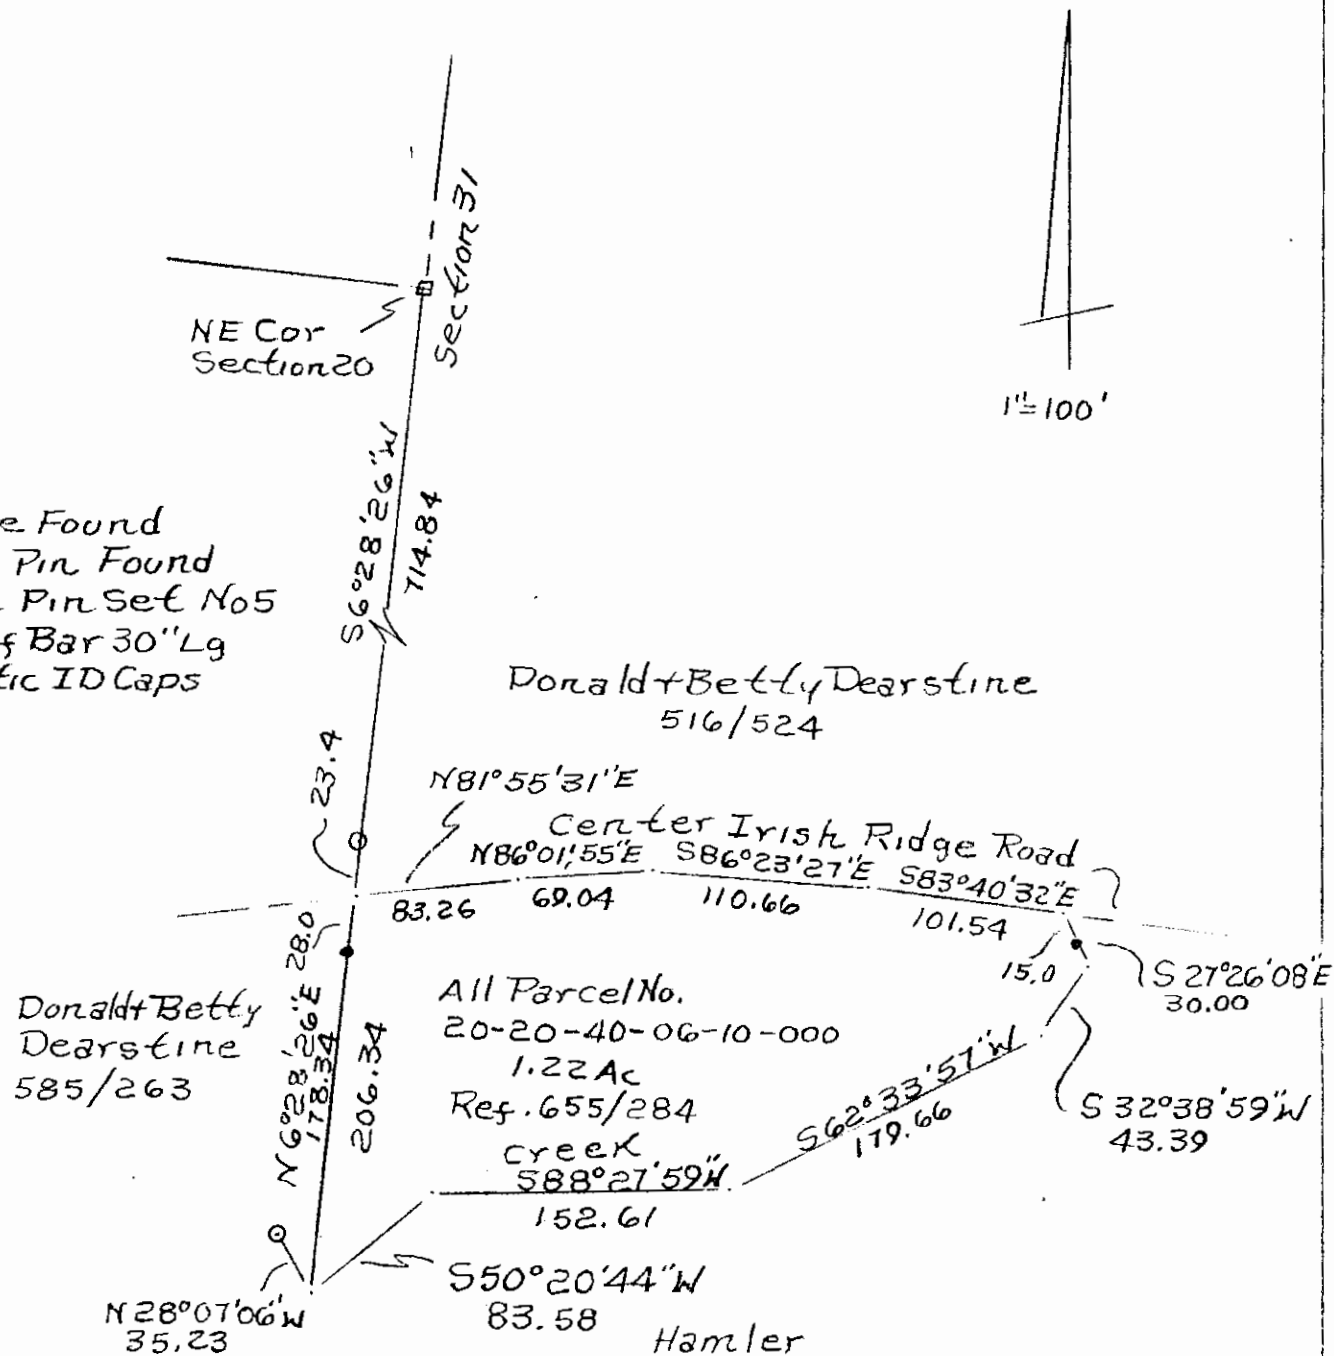 Section 31
NE Cor
Section 20
1"=100'
S6°28'26"W
714.84
e Found
Pin Found
Pin Set No5
f Bar 30"Lg
tic ID Caps
Donald+Betty Dearstine
516/524
23.4
N81°55'31"E
Center Irish Ridge Road
N86°01'55"E S86°23'27"E S83°40'32"E
83.26 69.04 110.66 101.54
28.0
15.0
S27°26'08"E
30.00
Donald+Betty
Dearstine
585/263
N6°28'26"E
178.34
206.34
All Parcel No.
20-20-40-06-10-000
1.22 Ac
Ref. 655/284
Creek
S88°27'59"W
152.61
S62°33'57"W
179.66
S32°38'59"W
43.39
S50°20'44"W
83.58
N28°07'06"W
35.23
Hamler